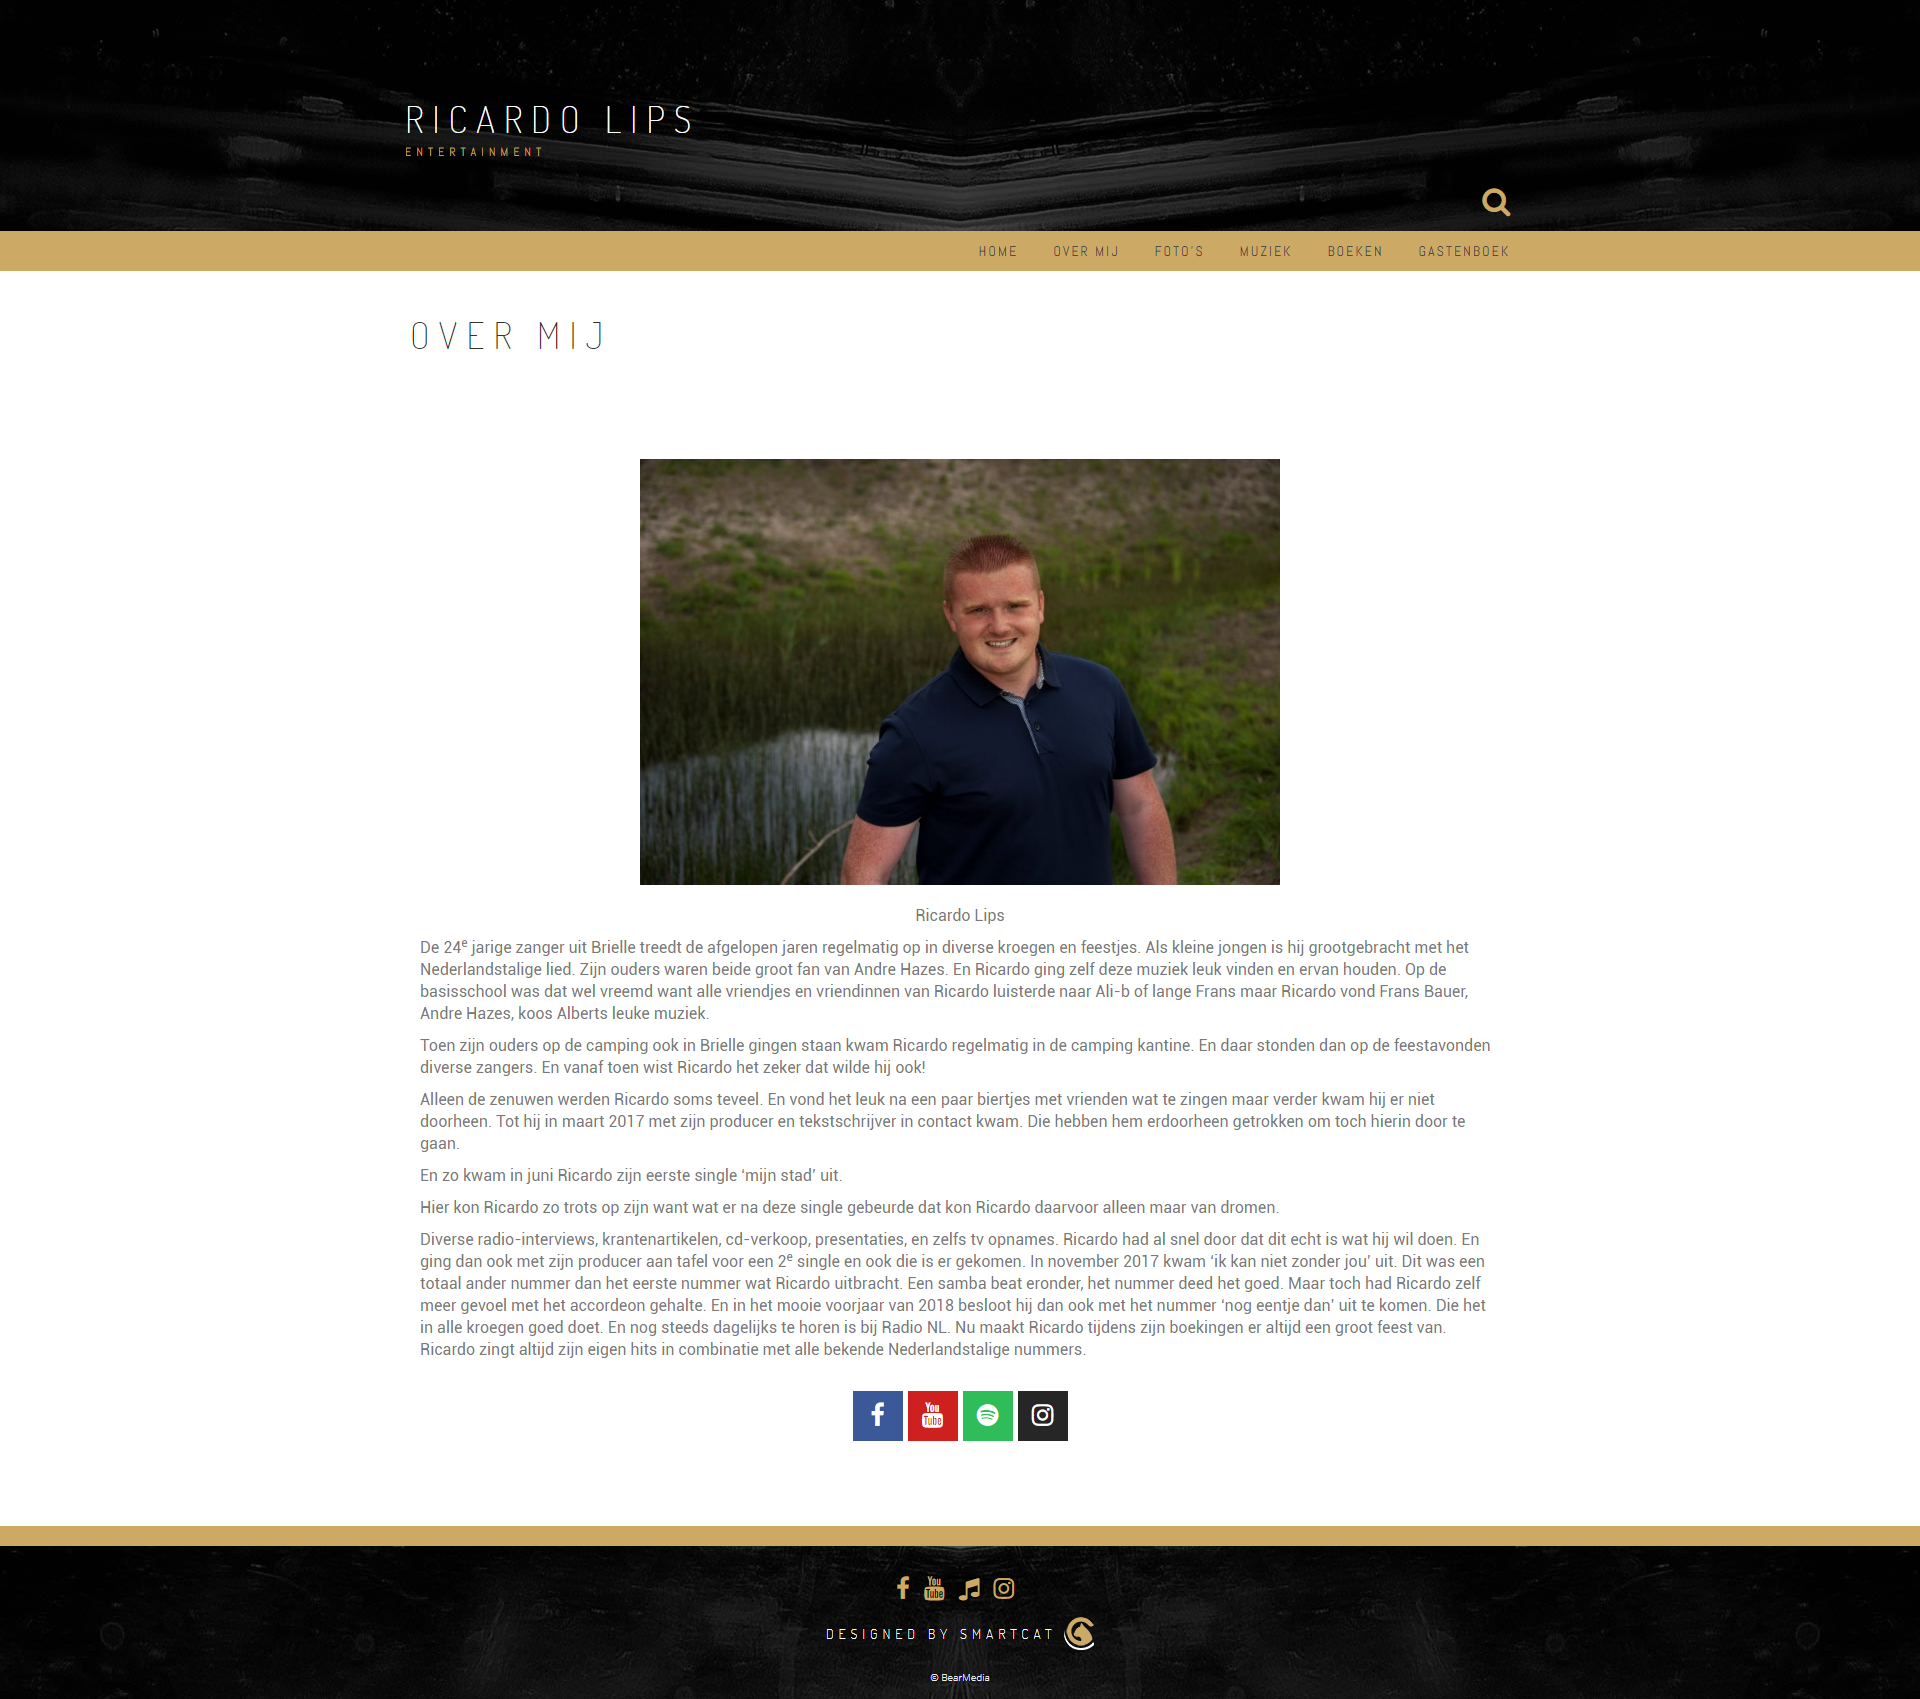 RICARDO LIPS
ENTERTAINMENT
HOME OVER MIJ FOTO'S MUZIEK BOEKEN GASTENBOEK
OVER MIJ
Ricardo Lips
De 24e jarige zanger uit Brielle treedt de afgelopen jaren regelmatig op in diverse kroegen en feestjes. Als kleine jongen is hij grootgebracht met het
Nederlandstalige lied. Zijn ouders waren beide groot fan van Andre Hazes. En Ricardo ging zelf deze muziek leuk vinden en ervan houden. Op de
basisschool was dat wel vreemd want alle vriendjes en vriendinnen van Ricardo luisterde naar Ali-b of lange Frans maar Ricardo vond Frans Bauer,
Andre Hazes, koos Alberts leuke muziek.
Toen zijn ouders op de camping ook in Brielle gingen staan kwam Ricardo regelmatig in de camping kantine. En daar stonden dan op de feestavonden
diverse zangers. En vanaf toen wist Ricardo het zeker dat wilde hij ook!
Alleen de zenuwen werden Ricardo soms teveel. En vond het leuk na een paar biertjes met vrienden wat te zingen maar verder kwam hij er niet
doorheen. Tot hij in maart 2017 met zijn producer en tekstschrijver in contact kwam. Die hebben hem erdoorheen getrokken om toch hierin door te
gaan.
En zo kwam in juni Ricardo zijn eerste single ‘mijn stad’ uit.
Hier kon Ricardo zo trots op zijn want wat er na deze single gebeurde dat kon Ricardo daarvoor alleen maar van dromen.
Diverse radio-interviews, krantenartikelen, cd-verkoop, presentaties, en zelfs tv opnames. Ricardo had al snel door dat dit echt is wat hij wil doen. En
ging dan ook met zijn producer aan tafel voor een 2e single en ook die is er gekomen. In november 2017 kwam ‘ik kan niet zonder jou’ uit. Dit was een
totaal ander nummer dan het eerste nummer wat Ricardo uitbracht. Een samba beat eronder, het nummer deed het goed. Maar toch had Ricardo zelf
meer gevoel met het accordeon gehalte. En in het mooie voorjaar van 2018 besloot hij dan ook met het nummer ‘nog eentje dan’ uit te komen. Die het
in alle kroegen goed doet. En nog steeds dagelijks te horen is bij Radio NL. Nu maakt Ricardo tijdens zijn boekingen er altijd een groot feest van.
Ricardo zingt altijd zijn eigen hits in combinatie met alle bekende Nederlandstalige nummers.
You Tube
You Tube
DESIGNED BY SMARTCAT
© BearMedia